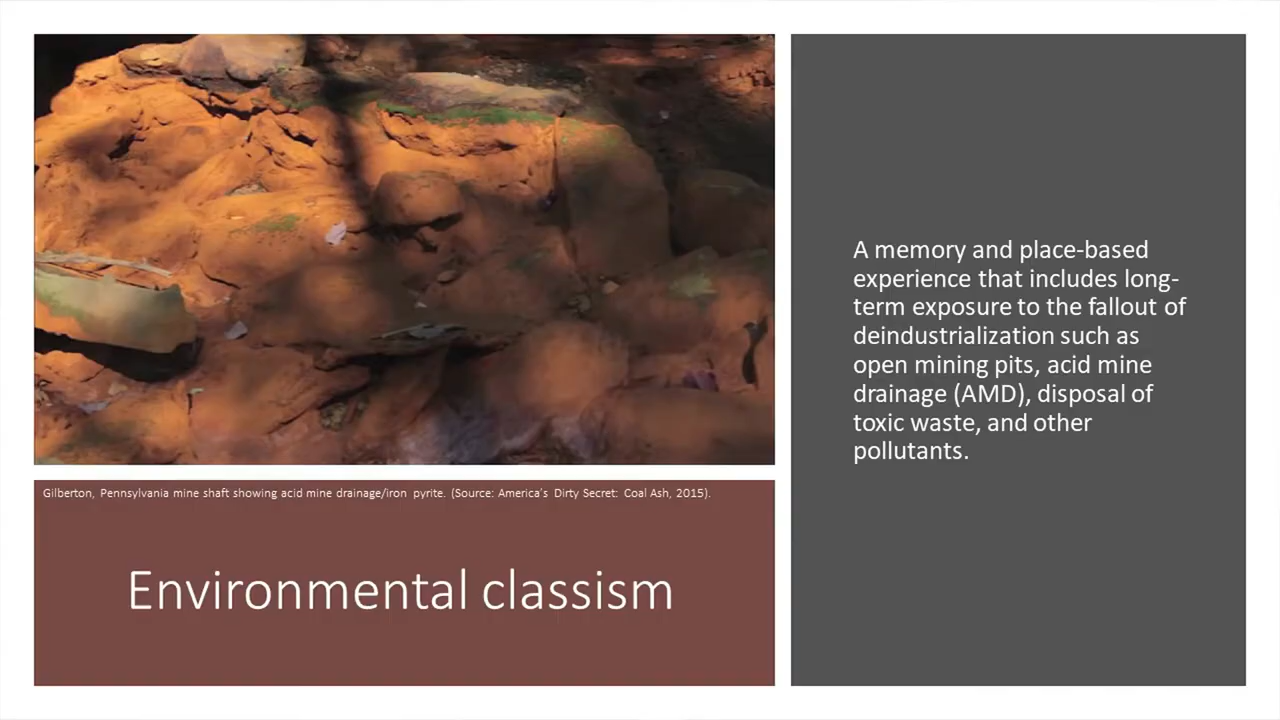 Gilberton, Pennsylvania mine shaft showing acid mine drainage/iron pyrite. (Source: America's Dirty Secret: Coal Ash, 2015).
Environmental classism
A memory and place-based
experience that includes long-
term exposure to the fallout of
deindustrialization such as
open mining pits, acid mine
drainage (AMD), disposal of
toxic waste, and other
pollutants.